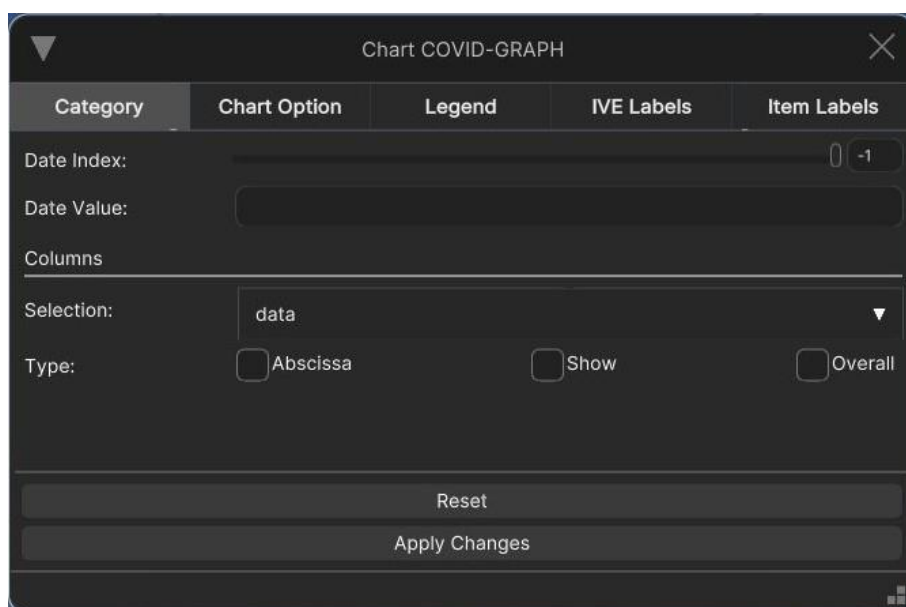 Chart COVID-GRAPH
Category Chart Option Legend IVE Labels Item Labels
Date Index: -1
Date Value:
Columns
Selection: data
Type: Abscissa Show Overall
Reset
Apply Changes